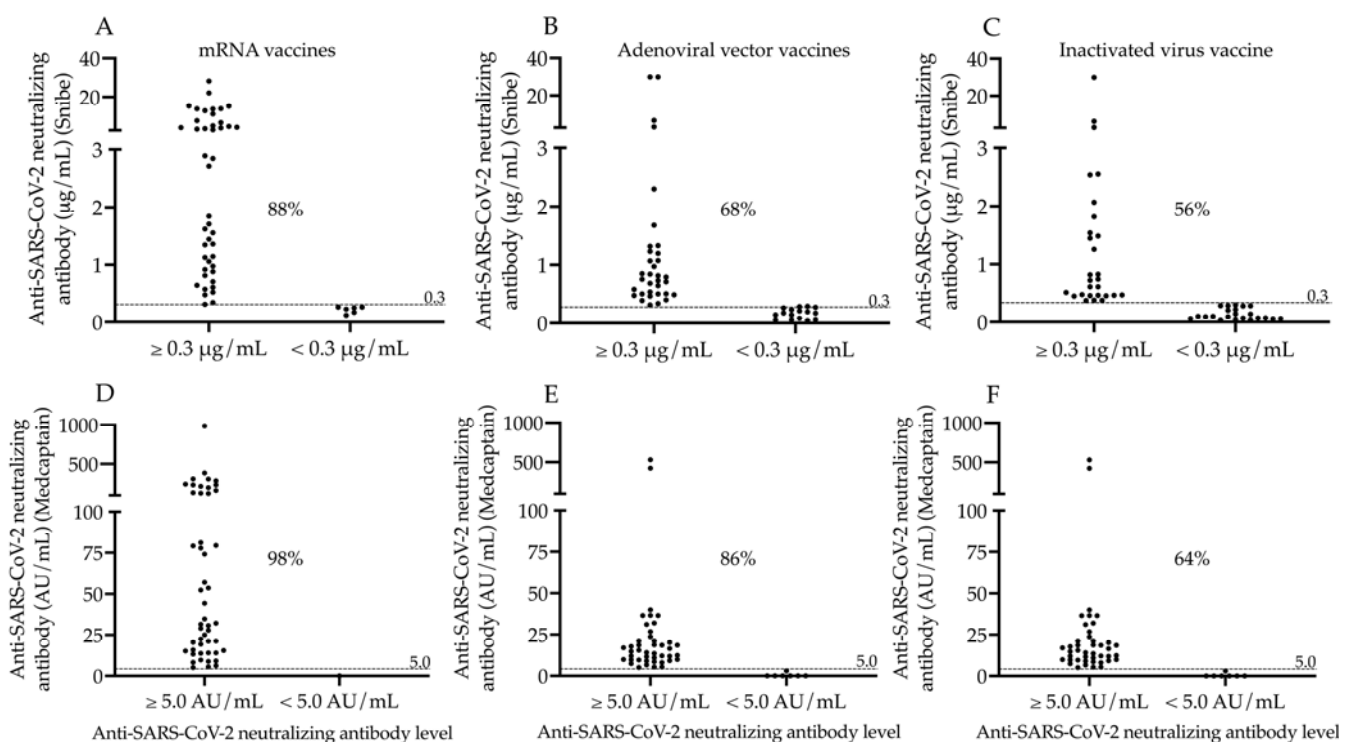 A
mRNA vaccines
Anti-SARS-CoV-2 neutralizing
antibody (µg/mL) (Snibe)
40
20
3
2
1
0
88%
0.3
≥ 0.3 µg/mL
< 0.3 µg/mL
B
Adenoviral vector vaccines
Anti-SARS-CoV-2 neutralizing
antibody (µg/mL) (Snibe)
40
20
3
2
1
0
68%
0.3
≥ 0.3 µg/mL
< 0.3 µg/mL
C
Inactivated virus vaccine
Anti-SARS-CoV-2 neutralizing
antibody (µg/mL) (Snibe)
40
20
3
2
1
0
56%
0.3
≥ 0.3 µg/mL
< 0.3 µg/mL
D
Anti-SARS-CoV-2 neutralizing
antibody (AU/mL) (Medcaptain)
1000
500
100
75
50
25
0
98%
5.0
≥ 5.0 AU/mL
< 5.0 AU/mL
Anti-SARS-CoV-2 neutralizing antibody level
E
Anti-SARS-CoV-2 neutralizing
antibody (AU/mL) (Medcaptain)
1000
500
100
75
50
25
0
86%
5.0
≥ 5.0 AU/mL
< 5.0 AU/mL
Anti-SARS-CoV-2 neutralizing antibody level
F
Anti-SARS-CoV-2 neutralizing
antibody (AU/mL) (Medcaptain)
1000
500
100
75
50
25
0
64%
5.0
≥ 5.0 AU/mL
< 5.0 AU/mL
Anti-SARS-CoV-2 neutralizing antibody level